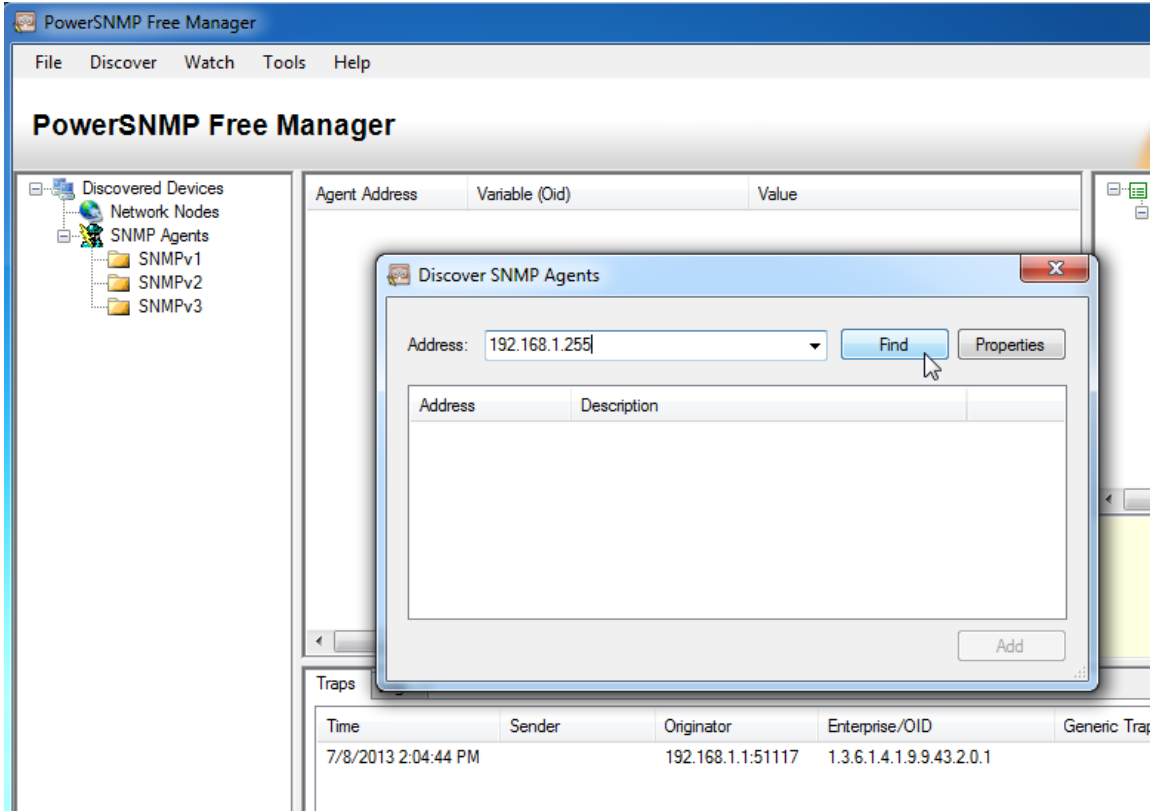 PowerSNMP Free Manager
File Discover Watch Tools Help
PowerSNMP Free Manager
Discovered Devices
Network Nodes
SNMP Agents
SNMPv1
SNMPv2
SNMPv3
Agent Address Variable (Oid) Value
Discover SNMP Agents
Address: 192.168.1.255 Find Properties
Address Description
Add
Traps
Time Sender Originator Enterprise/OID Generic Trap
7/8/2013 2:04:44 PM 192.168.1.1:51117 1.3.6.1.4.1.9.9.43.2.0.1